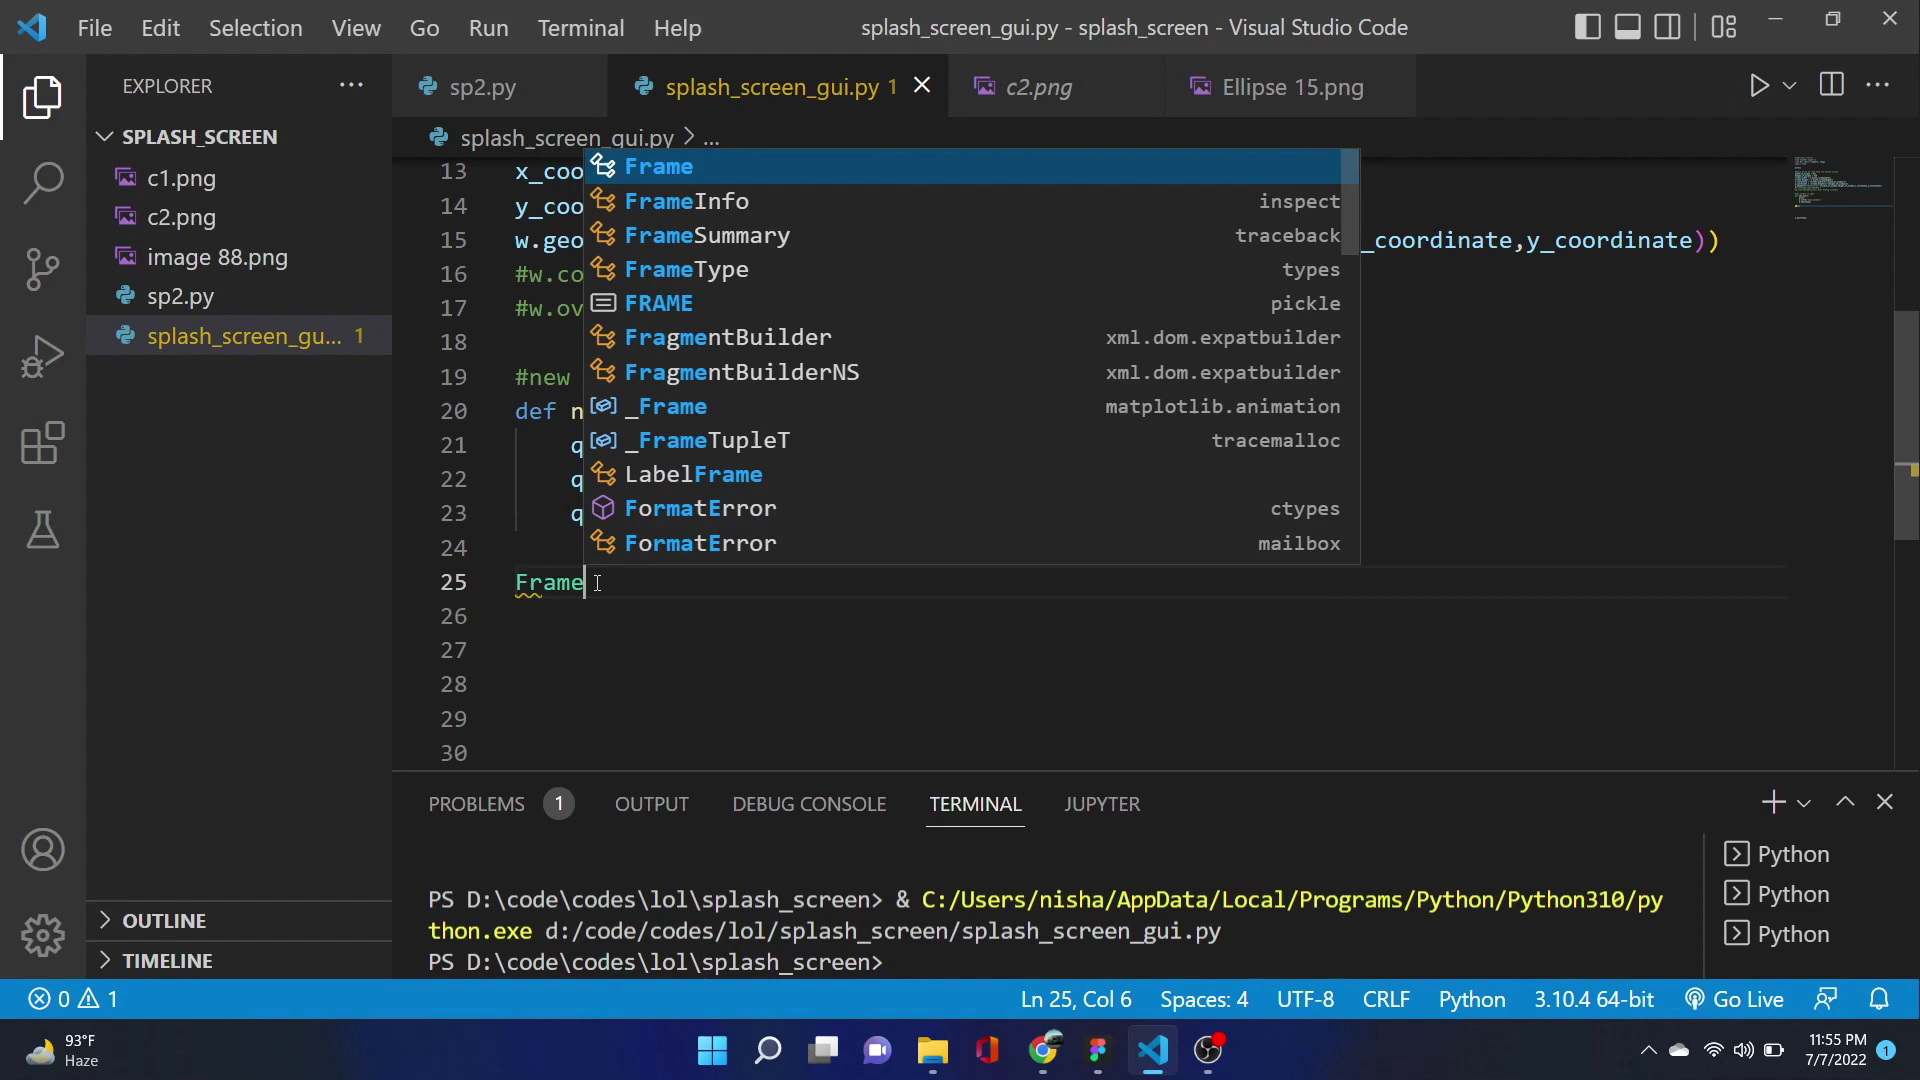 File Edit Selection View Go Run Terminal Help splash_screen_gui.py - splash_screen - Visual Studio Code
EXPLORER ···
sp2.py splash_screen_gui.py 1 c2.png Ellipse 15.png
SPLASH_SCREEN
splash_screen_gui.py > ...
c1.png
c2.png
image 88.png
sp2.py
splash_screen_gu... 1
13 x_coo
14 y_coo
15 w.geo _coordinate,y_coordinate))
16 #w.co
17 #w.ov
18
19 #new
20 def n
21 q
22 q
23 q
24
25 Frame
26
27
28
29
30
Frame
FrameInfo inspect
FrameSummary traceback
FrameType types
FRAME pickle
FragmentBuilder xml.dom.expatbuilder
FragmentBuilderNS xml.dom.expatbuilder
_Frame matplotlib.animation
_FrameTupleT tracemalloc
LabelFrame
FormatError ctypes
FormatError mailbox
PROBLEMS 1 OUTPUT DEBUG CONSOLE TERMINAL JUPYTER
PS D:\code\codes\lol\splash_screen> & C:/Users/nisha/AppData/Local/Programs/Python/Python310/py
thon.exe d:/code/codes/lol/splash_screen/splash_screen_gui.py
PS D:\code\codes\lol\splash_screen>
Python
Python
Python
OUTLINE
TIMELINE
0 1 Ln 25, Col 6 Spaces: 4 UTF-8 CRLF Python 3.10.4 64-bit Go Live
93°F
Haze
11:55 PM
7/7/2022 1